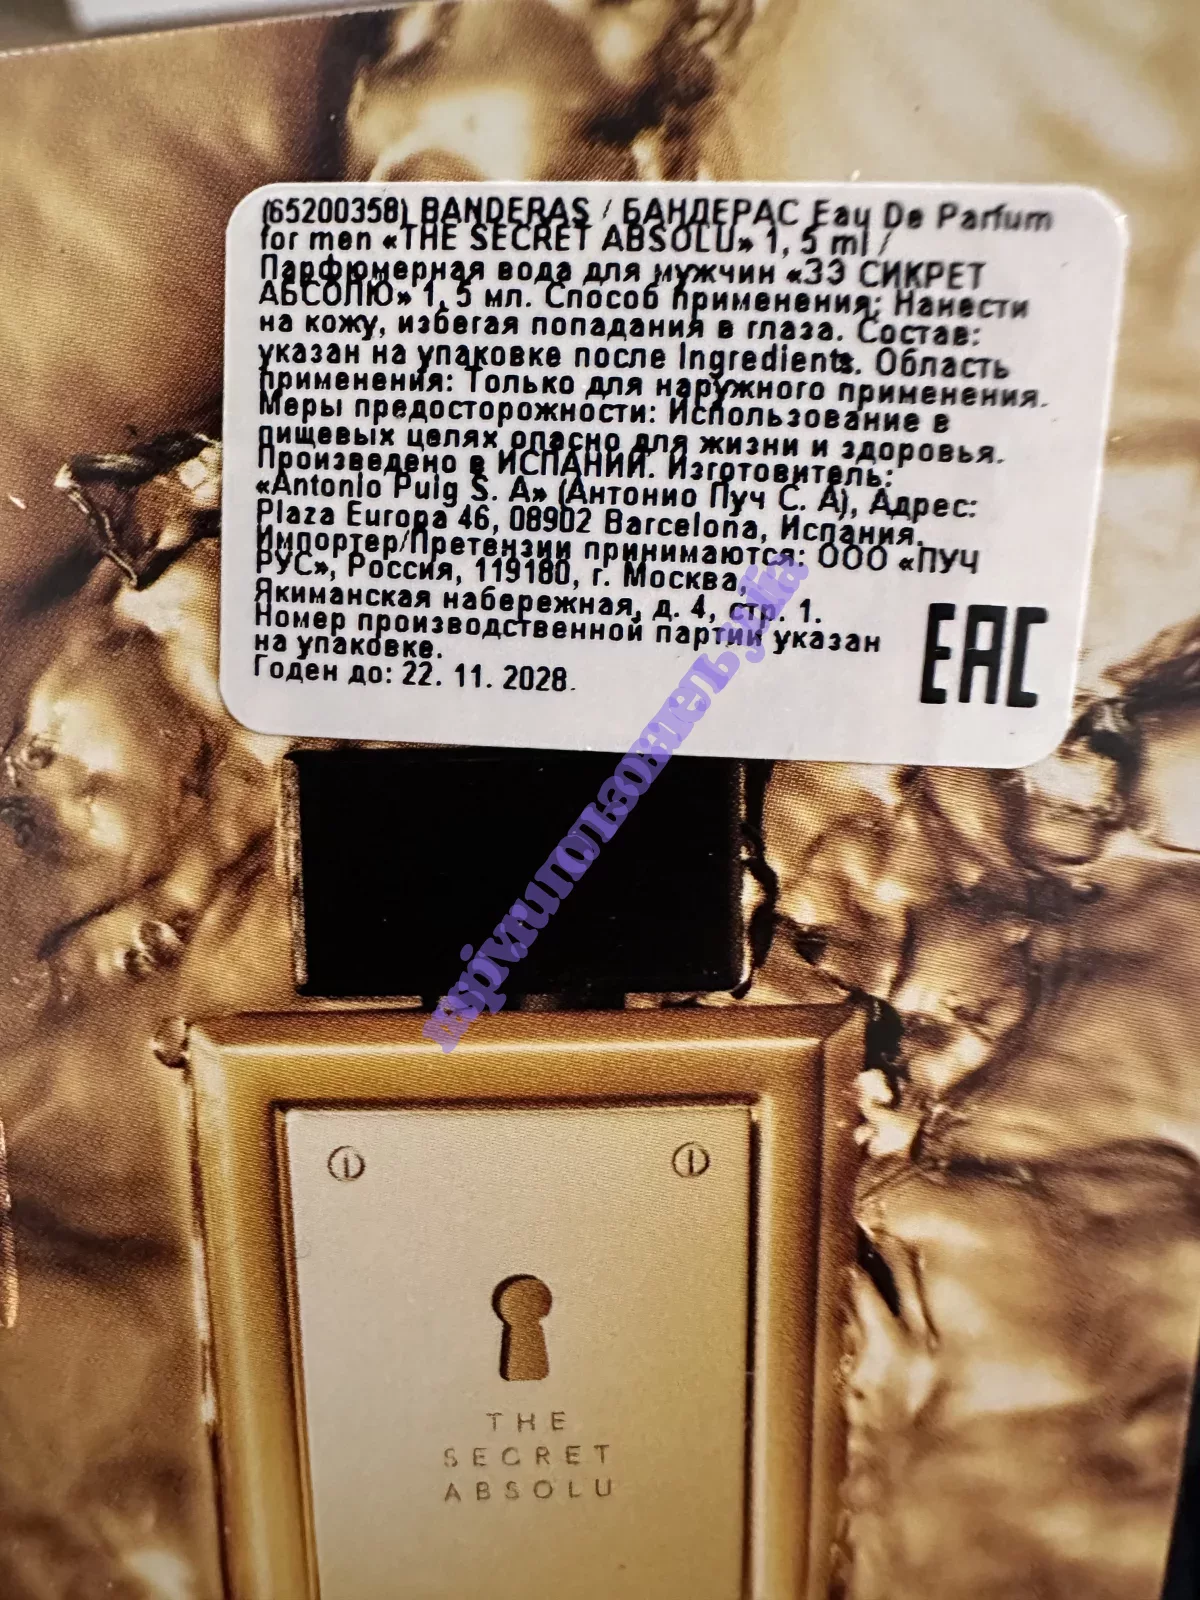 (65200358) BANDERAS / БАНДЕРАС Eau De Parfum
for men «THE SECRET ABSOLU» 1, 5 ml /
Парфюмерная вода для мужчин «ЗЭ СИКРЕТ
АБСОЛЮ» 1, 5 мл. Способ применения: Нанести
на кожу, избегая попадания в глаза. Состав:
указан на упаковке после Ingredients. Область
применения: Только для наружного применения.
Меры предосторожности: Использование в
пищевых целях опасно для жизни и здоровья.
Произведено в ИСПАНИИ. Изготовитель:
«Antonio Puig S. A» (Антонио Пуч С. А), Адрес:
Plaza Europa 46, 08902 Barcelona, Испания.
Импортер/Претензии принимаются: ООО «ПУЧ
РУС», Россия, 119180, г. Москва,
Якиманская набережная, д. 4, стр. 1.
Номер производственной партии указан
на упаковке.
Годен до: 22. 11. 2028.
EAC
THE
SECRET
ABSOLU